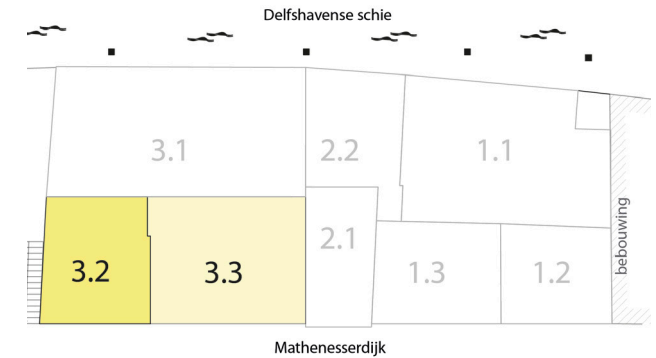 Delfshavense schie
3.1
2.2
1.1
3.2
3.3
2.1
1.3
1.2
bebouwing
Mathenesserdijk